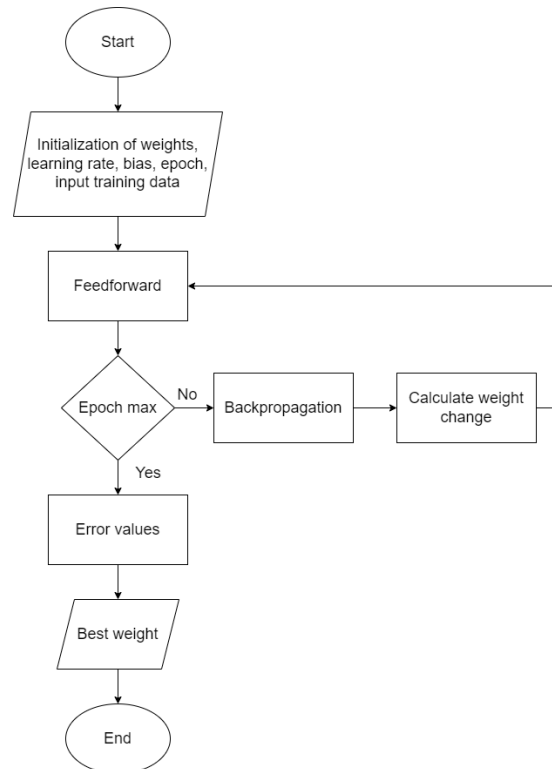 Start
Initialization of weights,
learning rate, bias, epoch,
input training data
Feedforward
Epoch max
No
Backpropagation
Calculate weight
change
Yes
Error values
Best weight
End